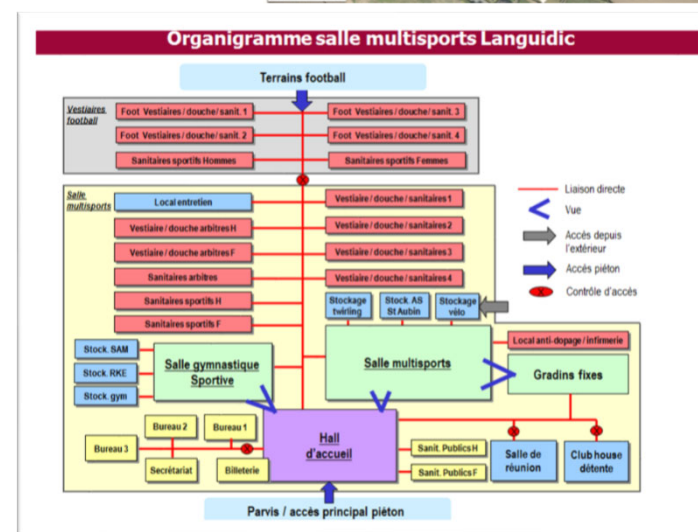 Organigramme salle multisports Languidic
Terrains football
Vestiaires
football
Foot Vestiaires / douche / sanit. 1
Foot Vestiaires / douche / sanit. 3
Foot Vestiaires / douche / sanit. 2
Foot Vestiaires / douche / sanit. 4
Sanitaires sportifs Hommes
Sanitaires sportifs Femmes
Salle
multisports
Local entretien
Vestiaire / douche / sanitaires 1
Vestiaire / douche arbitres H
Vestiaire / douche / sanitaires 2
Vestiaire / douche arbitres F
Vestiaire / douche / sanitaires 3
Sanitaires arbitres
Vestiaire / douche / sanitaires 4
Sanitaires sportifs H
Sanitaires sportifs F
Stockage
twirling
Stock. AS
St Aubin
Stockage
vélo
Liaison directe
Vue
Accès depuis
l'extérieur
Accès piéton
Contrôle d'accès
Stock. SAM
Stock. RKE
Stock. gym
Salle gymnastique
Sportive
Salle multisports
Local anti-dopage / infirmerie
Gradins fixes
Bureau 2
Bureau 1
Bureau 3
Secrétariat
Billeterie
Hall
d'accueil
Sanit. Publics H
Sanit. Publics F
Salle de
réunion
Club house
détente
Parvis / accès principal piéton